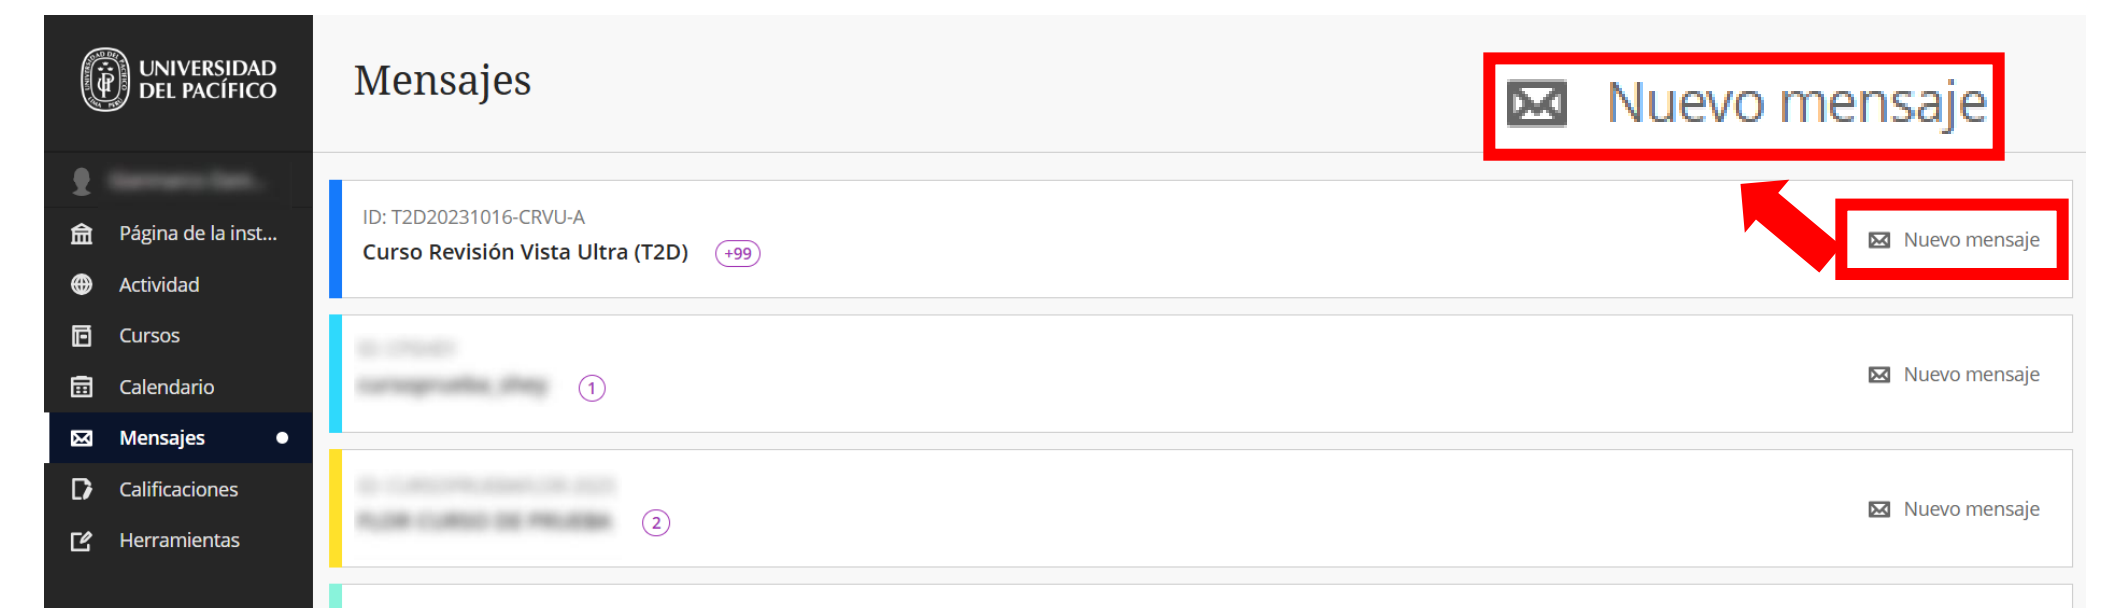 UNIVERSIDAD
DEL PACÍFICO
Página de la inst...
Actividad
Cursos
Calendario
Mensajes
Calificaciones
Herramientas
Mensajes
Nuevo mensaje
ID: T2D20231016-CRVU-A
Curso Revisión Vista Ultra (T2D) +99
Nuevo mensaje
1
Nuevo mensaje
2
Nuevo mensaje